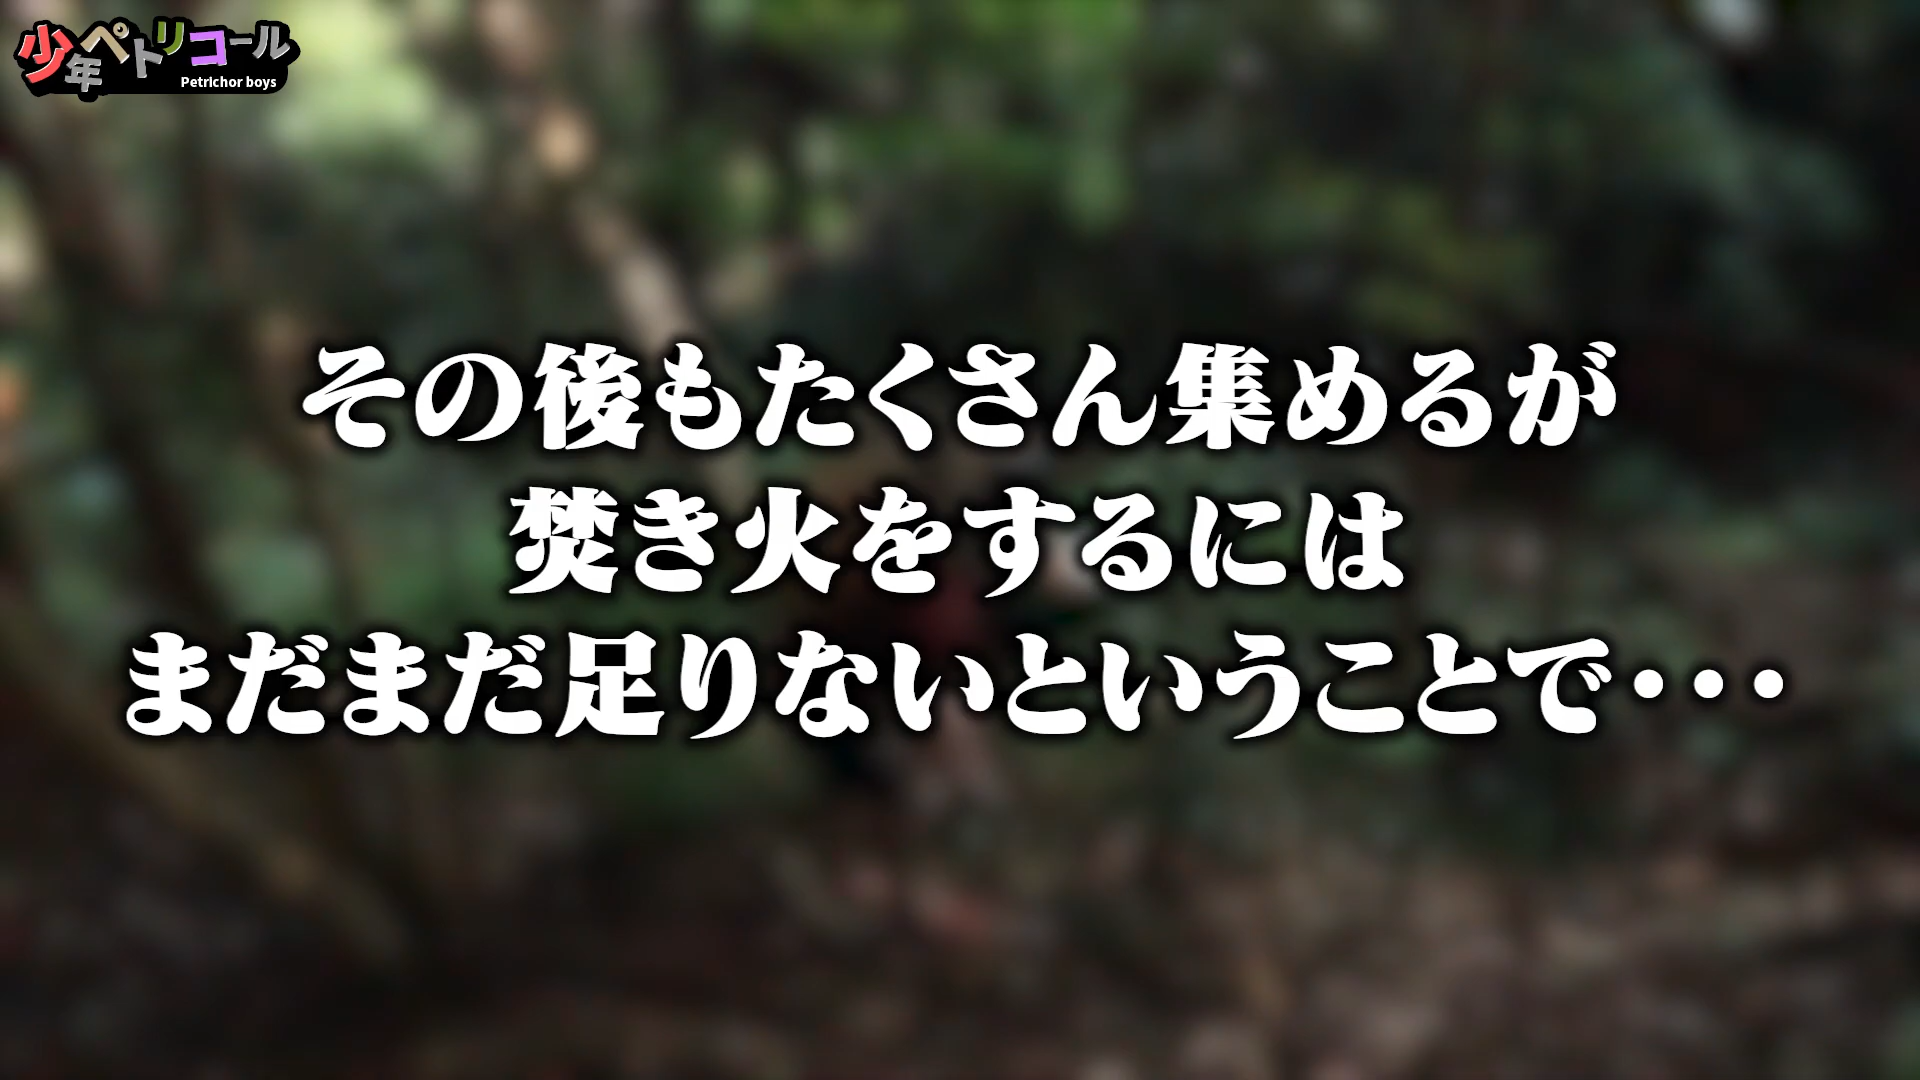 少年ペトリコール
Petrichor boys
その後もたくさん集めるが
焚き火をするには
まだまだ足りないということで・・・